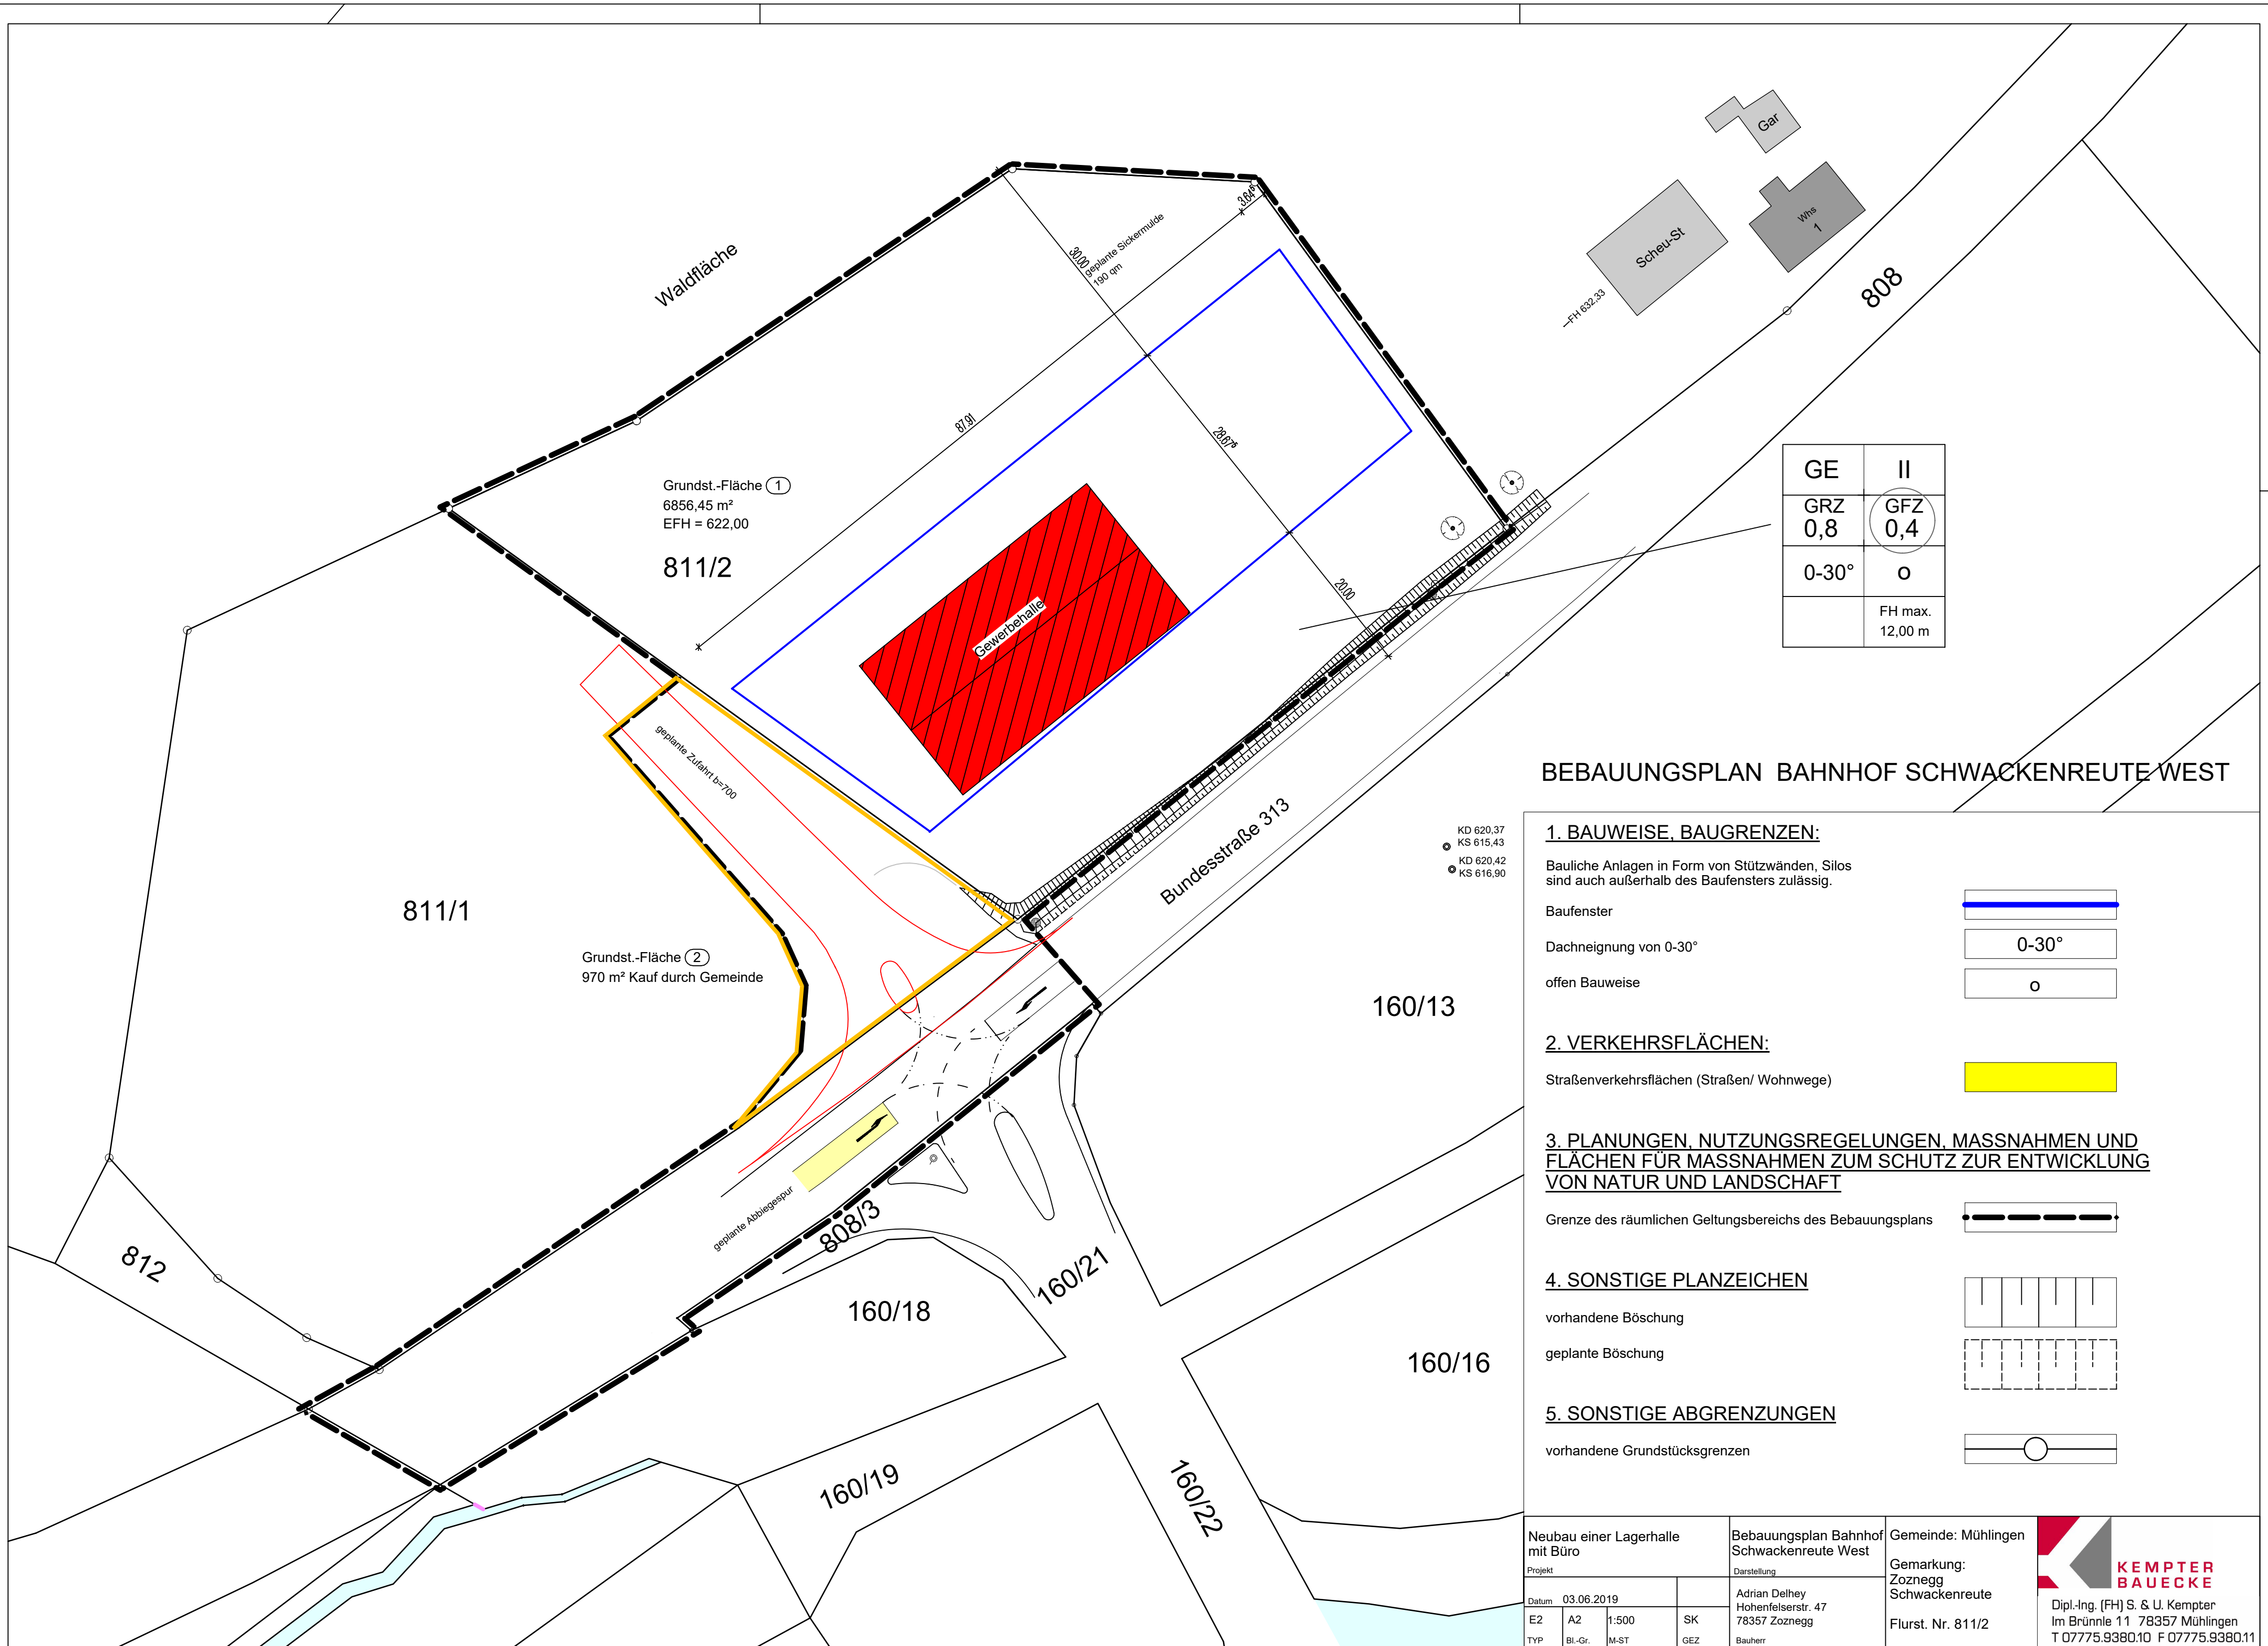 Waldfläche
30.00
geplante Sickermulde
190 qm
3.64⁵
87.91
28.67⁵
20.00
Gar
Whs
1
Scheu-St
FH 632,33
808
Grundst.-Fläche 1
6856,45 m²
EFH = 622,00
811/2
Gewerbehalle
GE II
GRZ GFZ
0,8 0,4
0-30° o
FH max.
12,00 m
geplante Zufahrt b=700
811/1
Grundst.-Fläche 2
970 m² Kauf durch Gemeinde
Bundesstraße 313
KD 620,37
KS 615,43
KD 620,42
KS 616,90
160/13
geplante Abbiegespur
808/3
812
160/18
160/21
160/16
160/19
160/22
BEBAUUNGSPLAN BAHNHOF SCHWACKENREUTE WEST
1. BAUWEISE, BAUGRENZEN:
Bauliche Anlagen in Form von Stützwänden, Silos
sind auch außerhalb des Baufensters zulässig.
Baufenster
Dachneignung von 0-30° 0-30°
offen Bauweise o
2. VERKEHRSFLÄCHEN:
Straßenverkehrsflächen (Straßen/ Wohnwege)
3. PLANUNGEN, NUTZUNGSREGELUNGEN, MASSNAHMEN UND
FLÄCHEN FÜR MASSNAHMEN ZUM SCHUTZ ZUR ENTWICKLUNG
VON NATUR UND LANDSCHAFT
Grenze des räumlichen Geltungsbereichs des Bebauungsplans
4. SONSTIGE PLANZEICHEN
vorhandene Böschung
geplante Böschung
5. SONSTIGE ABGRENZUNGEN
vorhandene Grundstücksgrenzen
Neubau einer Lagerhalle
mit Büro
Projekt
Datum 03.06.2019
E2 A2 1:500 SK
TYP Bl.-Gr. M-ST GEZ
Bebauungsplan Bahnhof
Schwackenreute West
Darstellung
Adrian Delhey
Hohenfelserstr. 47
78357 Zoznegg
Bauherr
Gemeinde: Mühlingen
Gemarkung:
Zoznegg
Schwackenreute
Flurst. Nr. 811/2
KEMPTER
BAUECKE
Dipl.-Ing. (FH) S. & U. Kempter
Im Brünnle 11 78357 Mühlingen
T 07775.9380.10 F 07775.9380.11